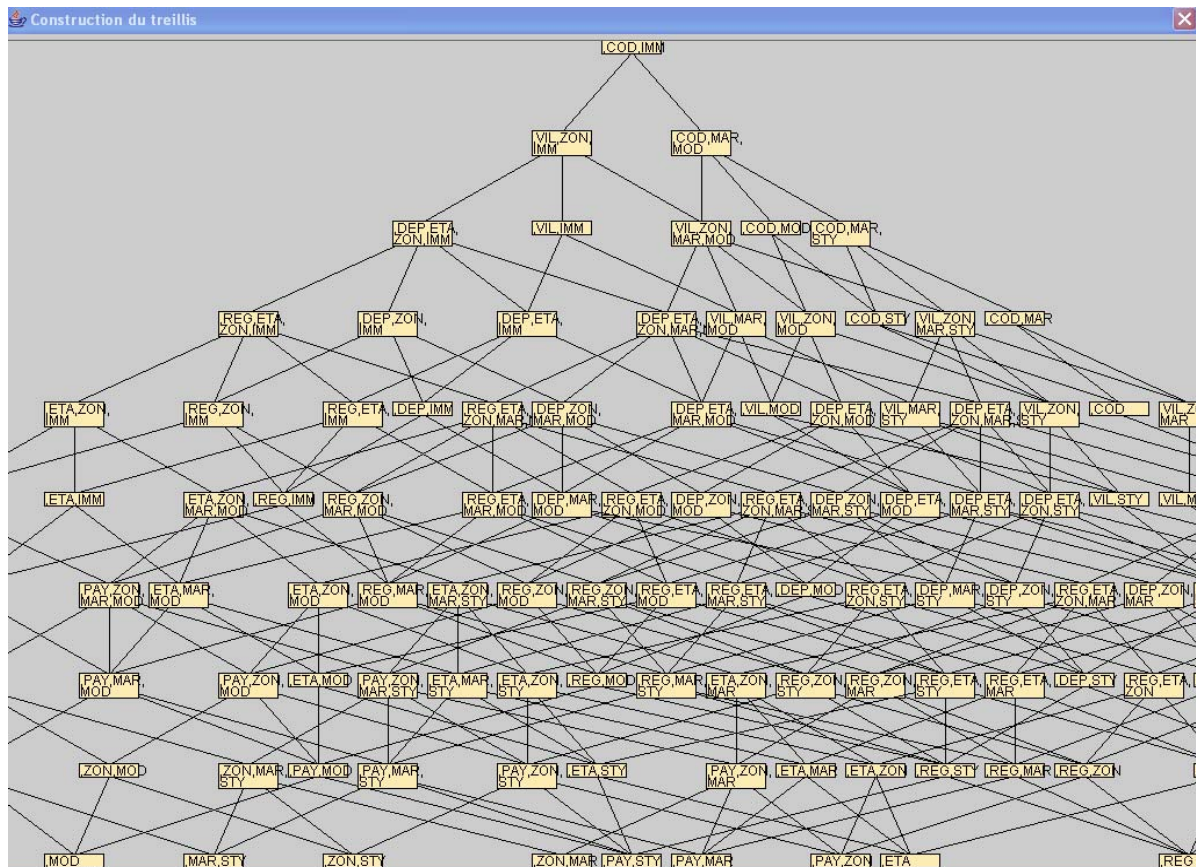 Construction du treillis
,COD,IMM
,VIL,ZON,
IMM
,COD,MAR,
MOD
,DEP,ETA,
ZON,IMM
,VIL,IMM
,VIL,ZON,
MAR,MOD
,COD,MOD
,COD,MAR,
STY
,REG,ETA,
ZON,IMM
,DEP,ZON,
IMM
,DEP,ETA,
IMM
,DEP,ETA,
ZON,MAR,
,VIL,MAR,
MOD
,VIL,ZON,
MOD
,COD,STY
,VIL,ZON,
MAR,STY
,COD,MAR
,ETA,ZON,
IMM
,REG,ZON,
IMM
,REG,ETA,
IMM
,DEP,IMM
,REG,ETA,
ZON,MAR,
,DEP,ZON,
MAR,MOD
,DEP,ETA,
MAR,MOD
,VIL,MOD
,DEP,ETA,
ZON,MOD
,VIL,MAR,
STY
,DEP,ETA,
ZON,MAR,
,VIL,ZON,
STY
,COD
,VIL,Z
MAR
,ETA,IMM
,ETA,ZON,
MAR,MOD
,REG,IMM
,REG,ZON,
MAR,MOD
,REG,ETA,
MAR,MOD
,DEP,MAR,
MOD
,REG,ETA,
ZON,MOD
,DEP,ZON,
MOD
,REG,ETA,
ZON,MAR,
,DEP,ZON,
MAR,STY
,DEP,ETA,
MOD
,DEP,ETA,
MAR,STY
,DEP,ETA,
ZON,STY
,VIL,STY
,VIL,M
,PAY,ZON,
MAR,MOD
,ETA,MAR,
MOD
,ETA,ZON,
MOD
,REG,MAR,
MOD
,ETA,ZON,
MAR,STY
,REG,ZON,
MOD
,REG,ZON,
MAR,STY
,REG,ETA,
MOD
,REG,ETA,
MAR,STY
,DEP,MOD
,REG,ETA,
ZON,STY
,DEP,MAR,
STY
,DEP,ZON,
STY
,REG,ETA,
ZON,MAR
,DEP,ZON,
MAR
,PAY,MAR,
MOD
,PAY,ZON,
MOD
,ETA,MOD
,PAY,ZON,
MAR,STY
,ETA,MAR,
STY
,ETA,ZON,
STY
,REG,MOD
,REG,MAR,
STY
,ETA,ZON,
MAR
,REG,ZON,
STY
,REG,ZON,
MAR
,REG,ETA,
STY
,REG,ETA,
MAR
,DEP,STY
,REG,ETA,
ZON
,ZON,MOD
,ZON,MAR,
STY
,PAY,MOD
,PAY,MAR,
STY
,PAY,ZON,
STY
,ETA,STY
,PAY,ZON,
MAR
,ETA,MAR
,ETA,ZON
,REG,STY
,REG,MAR
,REG,ZON
,MOD
,MAR,STY
,ZON,STY
,ZON,MAR
,PAY,STY
,PAY,MAR
,PAY,ZON
,ETA
,REG